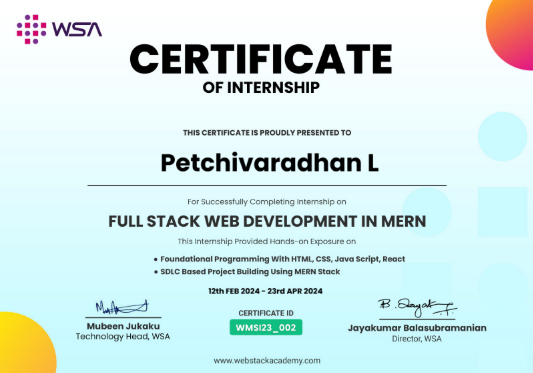 WSA
CERTIFICATE
OF INTERNSHIP
THIS CERTIFICATE IS PROUDLY PRESENTED TO
Petchivaradhan L
For Successfully Completing Internship on
FULL STACK WEB DEVELOPMENT IN MERN
This Internship Provided Hands-on Exposure on
• Foundational Programming With HTML, CSS, Java Script, React
• SDLC Based Project Building Using MERN Stack
12th FEB 2024 - 23rd APR 2024
Mubeen Jukaku
Technology Head, WSA
CERTIFICATE ID
WMSI23_002
Jayakumar Balasubramanian
Director, WSA
www.webstackacademy.com